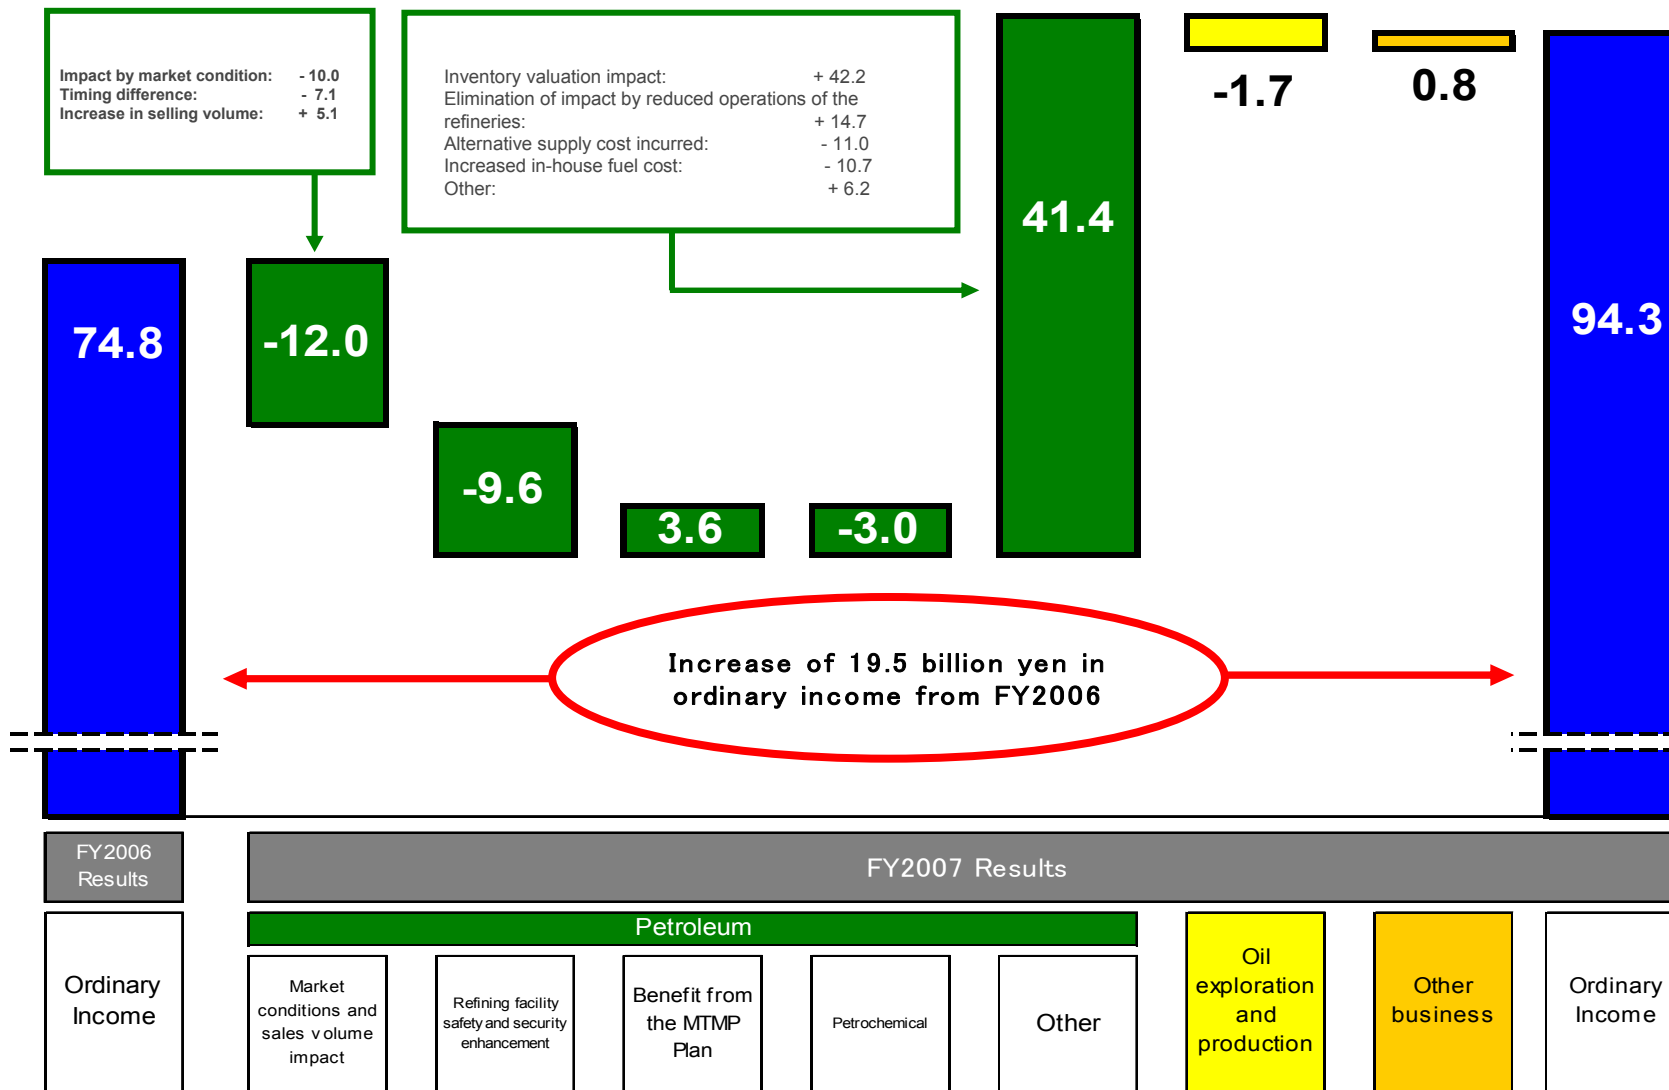 Impact by market condition: - 10.0
Timing difference: - 7.1
Increase in selling volume: + 5.1
Inventory valuation impact: + 42.2
Elimination of impact by reduced operations of the
refineries: + 14.7
Alternative supply cost incurred: - 11.0
Increased in-house fuel cost: - 10.7
Other: + 6.2
74.8
-12.0
-9.6
3.6
-3.0
41.4
-1.7
0.8
94.3
Increase of 19.5 billion yen in
ordinary income from FY2006
FY2006
Results
FY2007 Results
Petroleum
Ordinary
Income
Market
conditions and
sales volume
impact
Refining facility
safety and security
enhancement
Benefit from
the MTMP
Plan
Petrochemical
Other
Oil
exploration
and
production
Other
business
Ordinary
Income